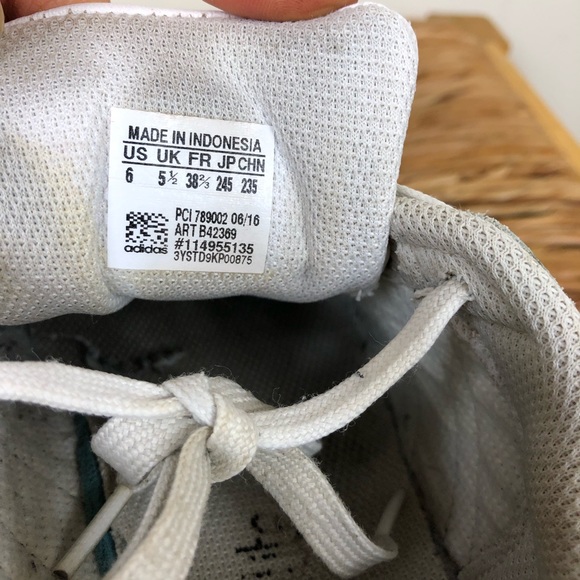 MADE IN INDONESIA
US UK FR JP CHN
6 5½ 38⅔ 245 235
PCI 789002 06/16
ART B42369
#114955135
3YSTD9KP00875
adidas